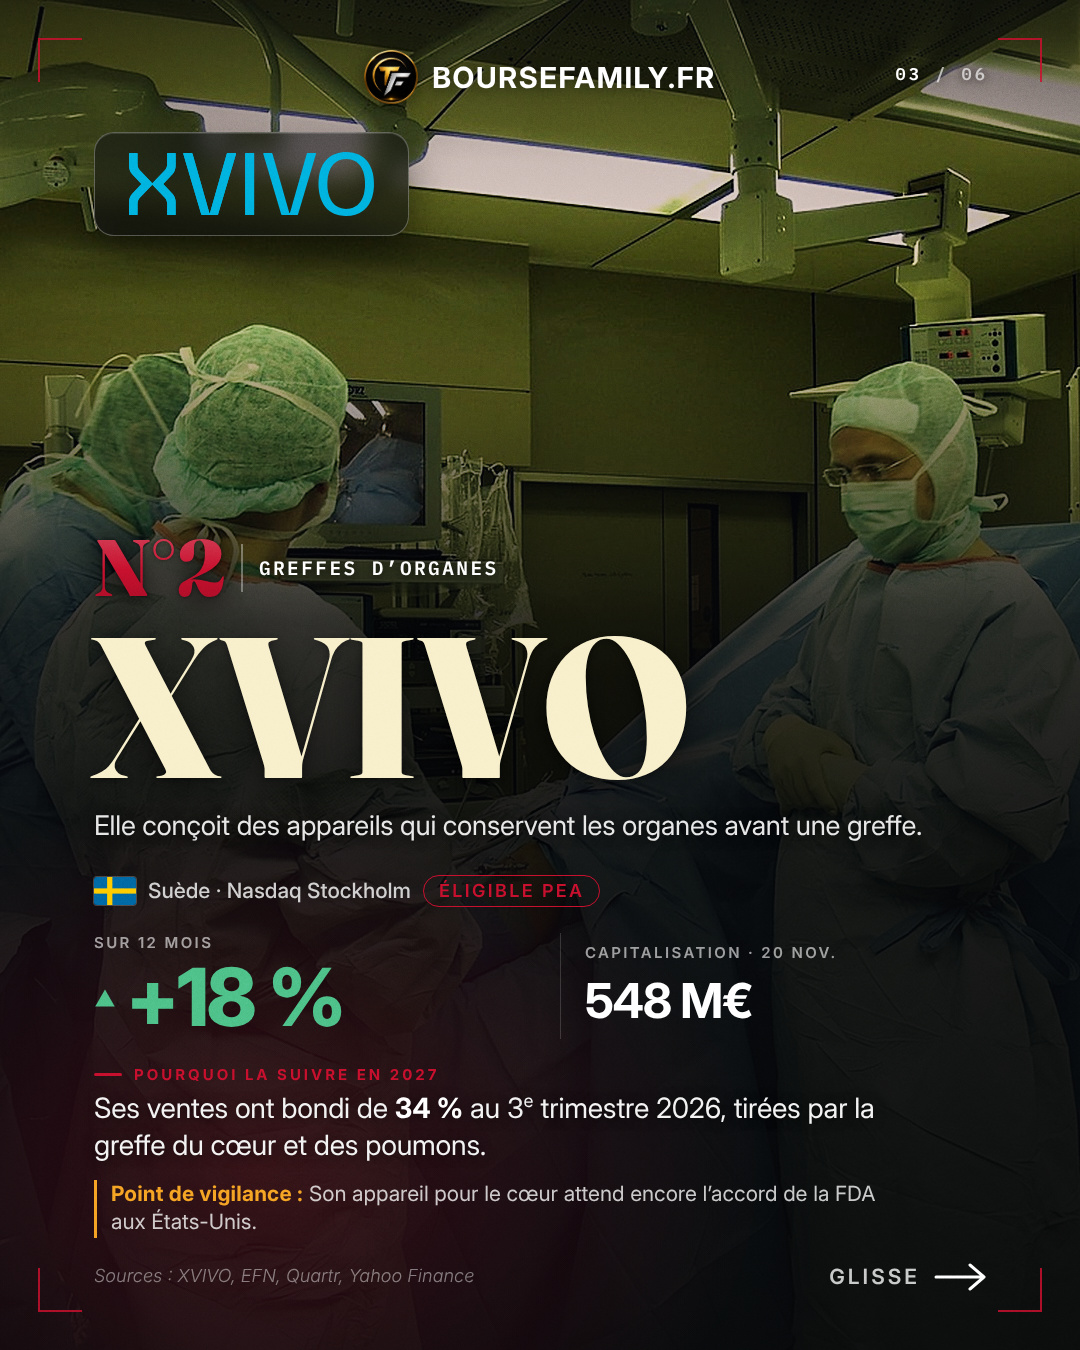 BOURSEFAMILY.FR
03 / 06
XVIVO
N°2
GREFFES D’ORGANES
XVIVO
Elle conçoit des appareils qui conservent les organes avant une greffe.
Suède · Nasdaq Stockholm
ÉLIGIBLE PEA
SUR 12 MOIS
▲ +18 %
CAPITALISATION · 20 NOV.
548 M€
POURQUOI LA SUIVRE EN 2027
Ses ventes ont bondi de 34 % au 3e trimestre 2026, tirées par la
greffe du cœur et des poumons.
Point de vigilance : Son appareil pour le cœur attend encore l’accord de la FDA
aux États-Unis.
Sources : XVIVO, EFN, Quartr, Yahoo Finance
GLISSE →